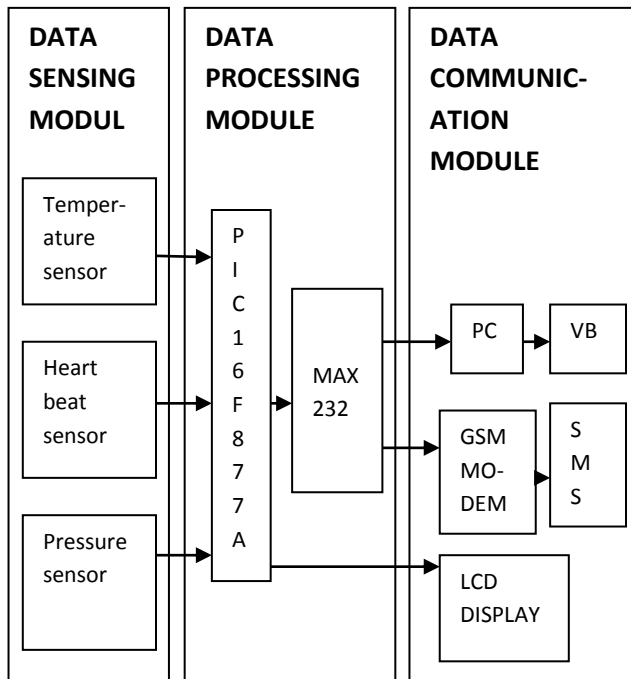 DATA
SENSING
MODUL
Temper-
ature
sensor
Heart
beat
sensor
Pressure
sensor
DATA
PROCESSING
MODULE
P
I
C
1
6
F
8
7
7
A
MAX
232
DATA
COMMUNIC-
ATION
MODULE
PC
VB
GSM
MO-
DEM
S
M
S
LCD
DISPLAY